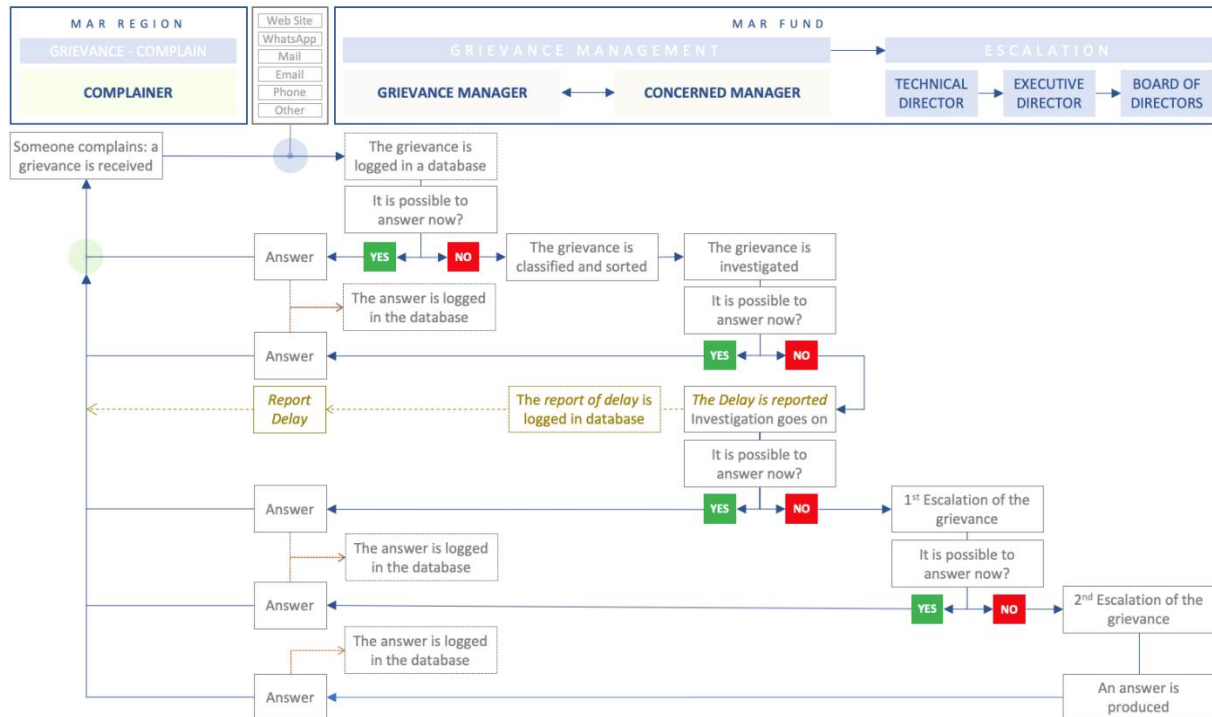 MAR REGION
GRIEVANCE - COMPLAIN
COMPLAINER
Web Site
WhatsApp
Mail
Email
Phone
Other
MAR FUND
GRIEVANCE MANAGEMENT
ESCALATION
GRIEVANCE MANAGER
CONCERNED MANAGER
TECHNICAL
DIRECTOR
EXECUTIVE
DIRECTOR
BOARD OF
DIRECTORS
Someone complains: a
grievance is received
The grievance is
logged in a database
It is possible to
answer now?
Answer
YES
NO
The grievance is
classified and sorted
The grievance is
investigated
The answer is logged
in the database
It is possible to
answer now?
Answer
YES
NO
Report
Delay
The report of delay is
logged in database
The Delay is reported
Investigation goes on
It is possible to
answer now?
Answer
YES
NO
1st Escalation of the
grievance
The answer is logged
in the database
It is possible to
answer now?
Answer
YES
NO
2nd Escalation of the
grievance
The answer is logged
in the database
Answer
An answer is
produced